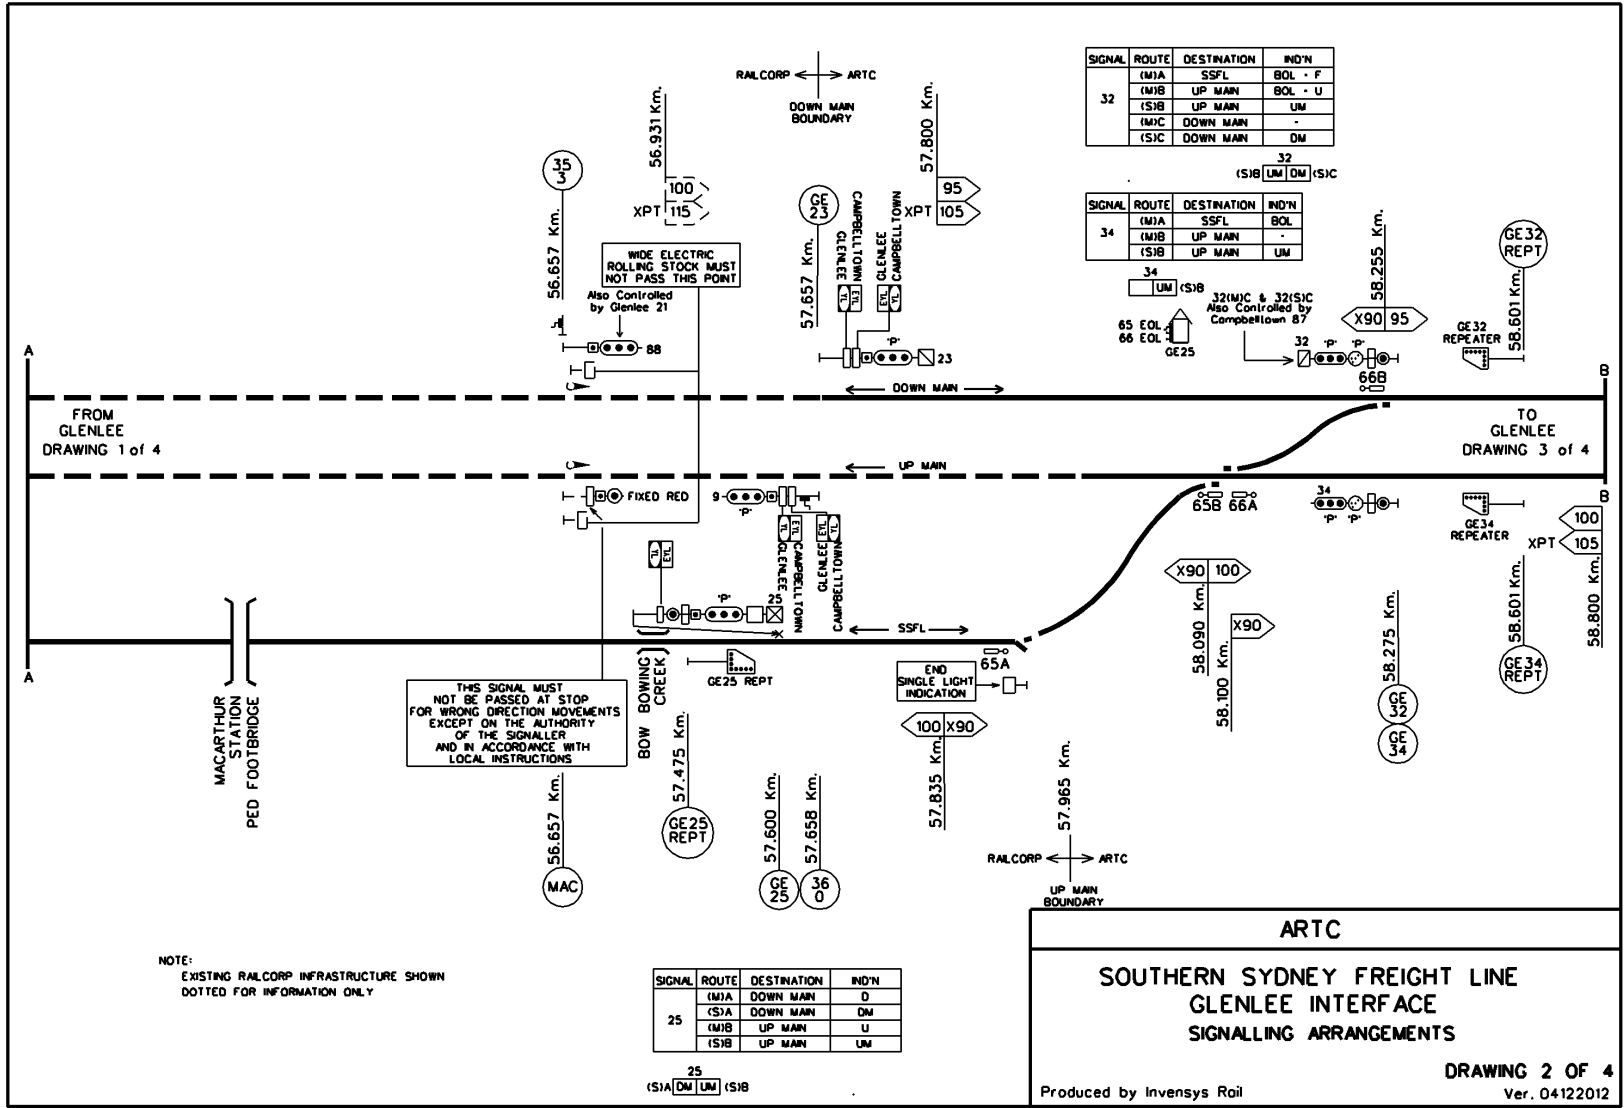 RAILCORP ARTC
DOWN MAIN
BOUNDARY
56.931 Km.
100
XPT 115
57.800 Km.
95
XPT 105
SIGNAL ROUTE DESTINATION IND'N
32
(M)A SSFL BOL - F
(M)B UP MAIN BOL - U
(S)B UP MAIN UM
(M)C DOWN MAIN -
(S)C DOWN MAIN DM
32
(S)B UM DM (S)C
SIGNAL ROUTE DESTINATION IND'N
34
(M)A SSFL BOL
(M)B UP MAIN -
(S)B UP MAIN UM
34
UM (S)B
35
3
56.657 Km.
WIDE ELECTRIC
ROLLING STOCK MUST
NOT PASS THIS POINT
Also Controlled
by Glenlee 21
88
GE
23
57.657 Km.
GLENLEE
CAMPBELLTOWN
GLENLEE
CAMPBELLTOWN
YL EYL
EYL YL
'P'
23
65 EOL
66 EOL
GE25
32(M)C & 32(S)C
Also Controlled by
Campbelltown 87
58.255 Km.
X90 95
32 'P' 'P'
66B
GE32
REPEATER
GE32
REPT
58.601 Km.
A
B
DOWN MAIN
FROM
GLENLEE
DRAWING 1 of 4
TO
GLENLEE
DRAWING 3 of 4
UP MAIN
FIXED RED
9
'P'
YL EYL
EYL YL
GLENLEE
CAMPBELLTOWN
GLENLEE
CAMPBELLTOWN
65B 66A
34
'P' 'P'
GE34
REPEATER
B
100
XPT 105
58.800 Km.
YL EYL
'P'
25
X90 100
58.090 Km.
X90
58.100 Km.
58.275 Km.
GE
32
GE
34
58.601 Km.
GE34
REPT
SSFL
65A
A
MACARTHUR
STATION
PED FOOTBRIDGE
BOW BOWING
CREEK
GE25 REPT
END
SINGLE LIGHT
INDICATION
100 X90
57.835 Km.
THIS SIGNAL MUST
NOT BE PASSED AT STOP
FOR WRONG DIRECTION MOVEMENTS
EXCEPT ON THE AUTHORITY
OF THE SIGNALLER
AND IN ACCORDANCE WITH
LOCAL INSTRUCTIONS
56.657 Km.
MAC
57.475 Km.
GE25
REPT
57.600 Km.
GE
25
57.658 Km.
36
0
57.965 Km.
RAILCORP ARTC
UP MAIN
BOUNDARY
NOTE:
EXISTING RAILCORP INFRASTRUCTURE SHOWN
DOTTED FOR INFORMATION ONLY
SIGNAL ROUTE DESTINATION IND'N
25
(M)A DOWN MAIN D
(S)A DOWN MAIN DM
(M)B UP MAIN U
(S)B UP MAIN UM
25
(S)A DM UM (S)B
ARTC
SOUTHERN SYDNEY FREIGHT LINE
GLENLEE INTERFACE
SIGNALLING ARRANGEMENTS
DRAWING 2 OF 4
Produced by Invensys Rail
Ver. 04122012